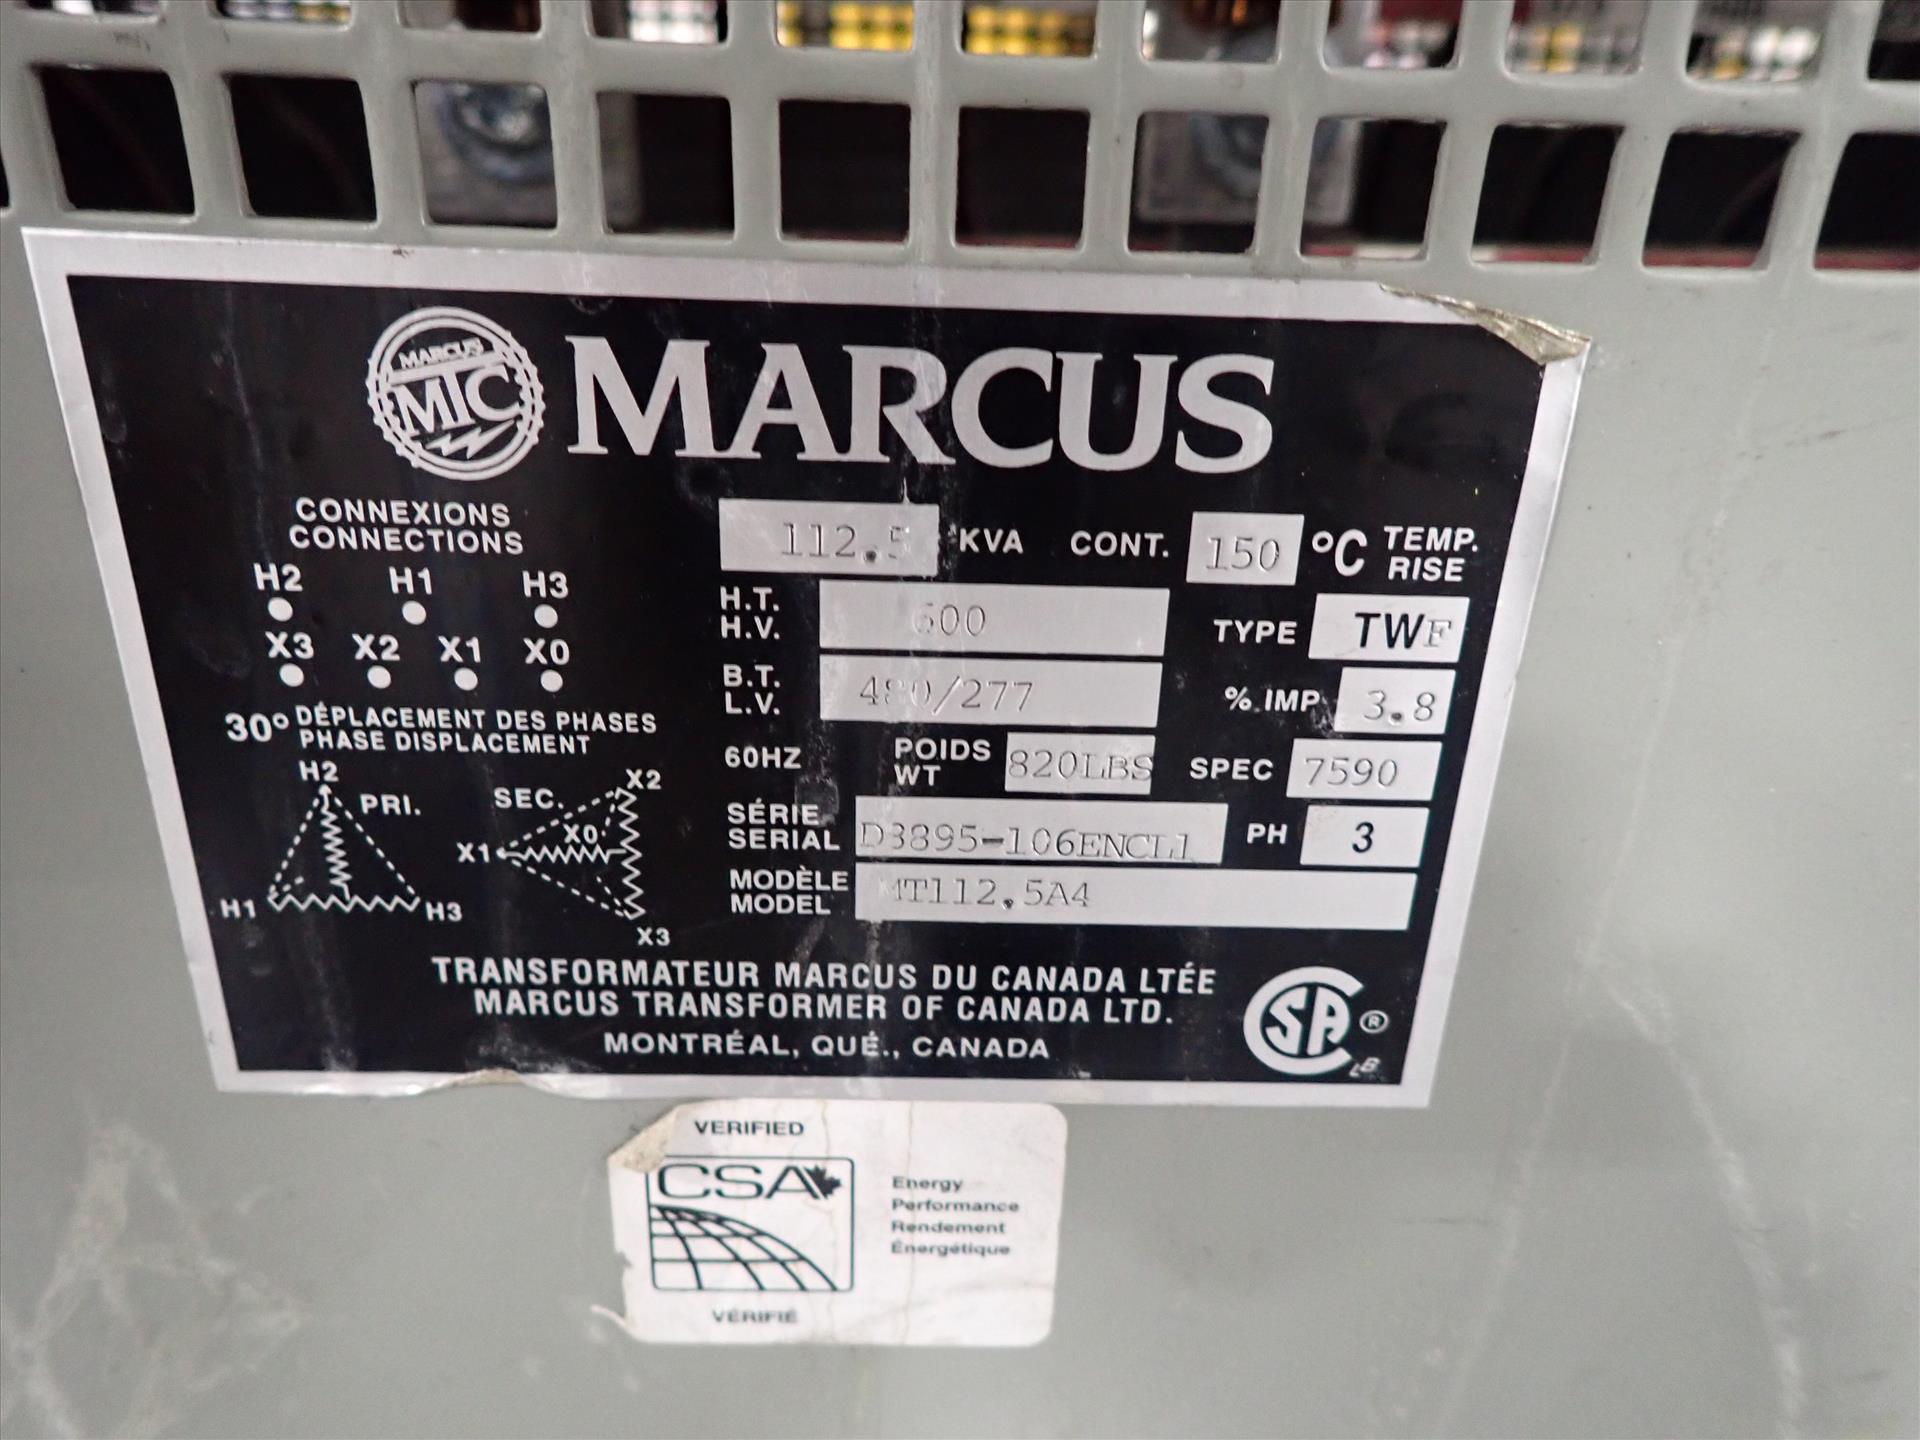 MARCUS
MTC
MARCUS
CONNEXIONS
CONNECTIONS
H2 H1 H3
X3 X2 X1 X0
30° DÉPLACEMENT DES PHASES
PHASE DISPLACEMENT
H2
PRI.
H1
H3
SEC.
X2
X0
X1
X3
112.5 KVA CONT. 150 °C TEMP. RISE
H.T.
H.V. 600
TYPE TWF
B.T.
L.V. 480/277
% IMP 3.8
60HZ
POIDS
WT 820LBS
SPEC 7590
SÉRIE
SERIAL D3895-106ENCL1
PH 3
MODÈLE
MODEL MT112.5A4
TRANSFORMATEUR MARCUS DU CANADA LTÉE
MARCUS TRANSFORMER OF CANADA LTD.
MONTRÉAL, QUÉ., CANADA
CSA ®
LB
VERIFIED
CSA
Energy
Performance
Rendement
Énergétique
VÉRIFIÉ